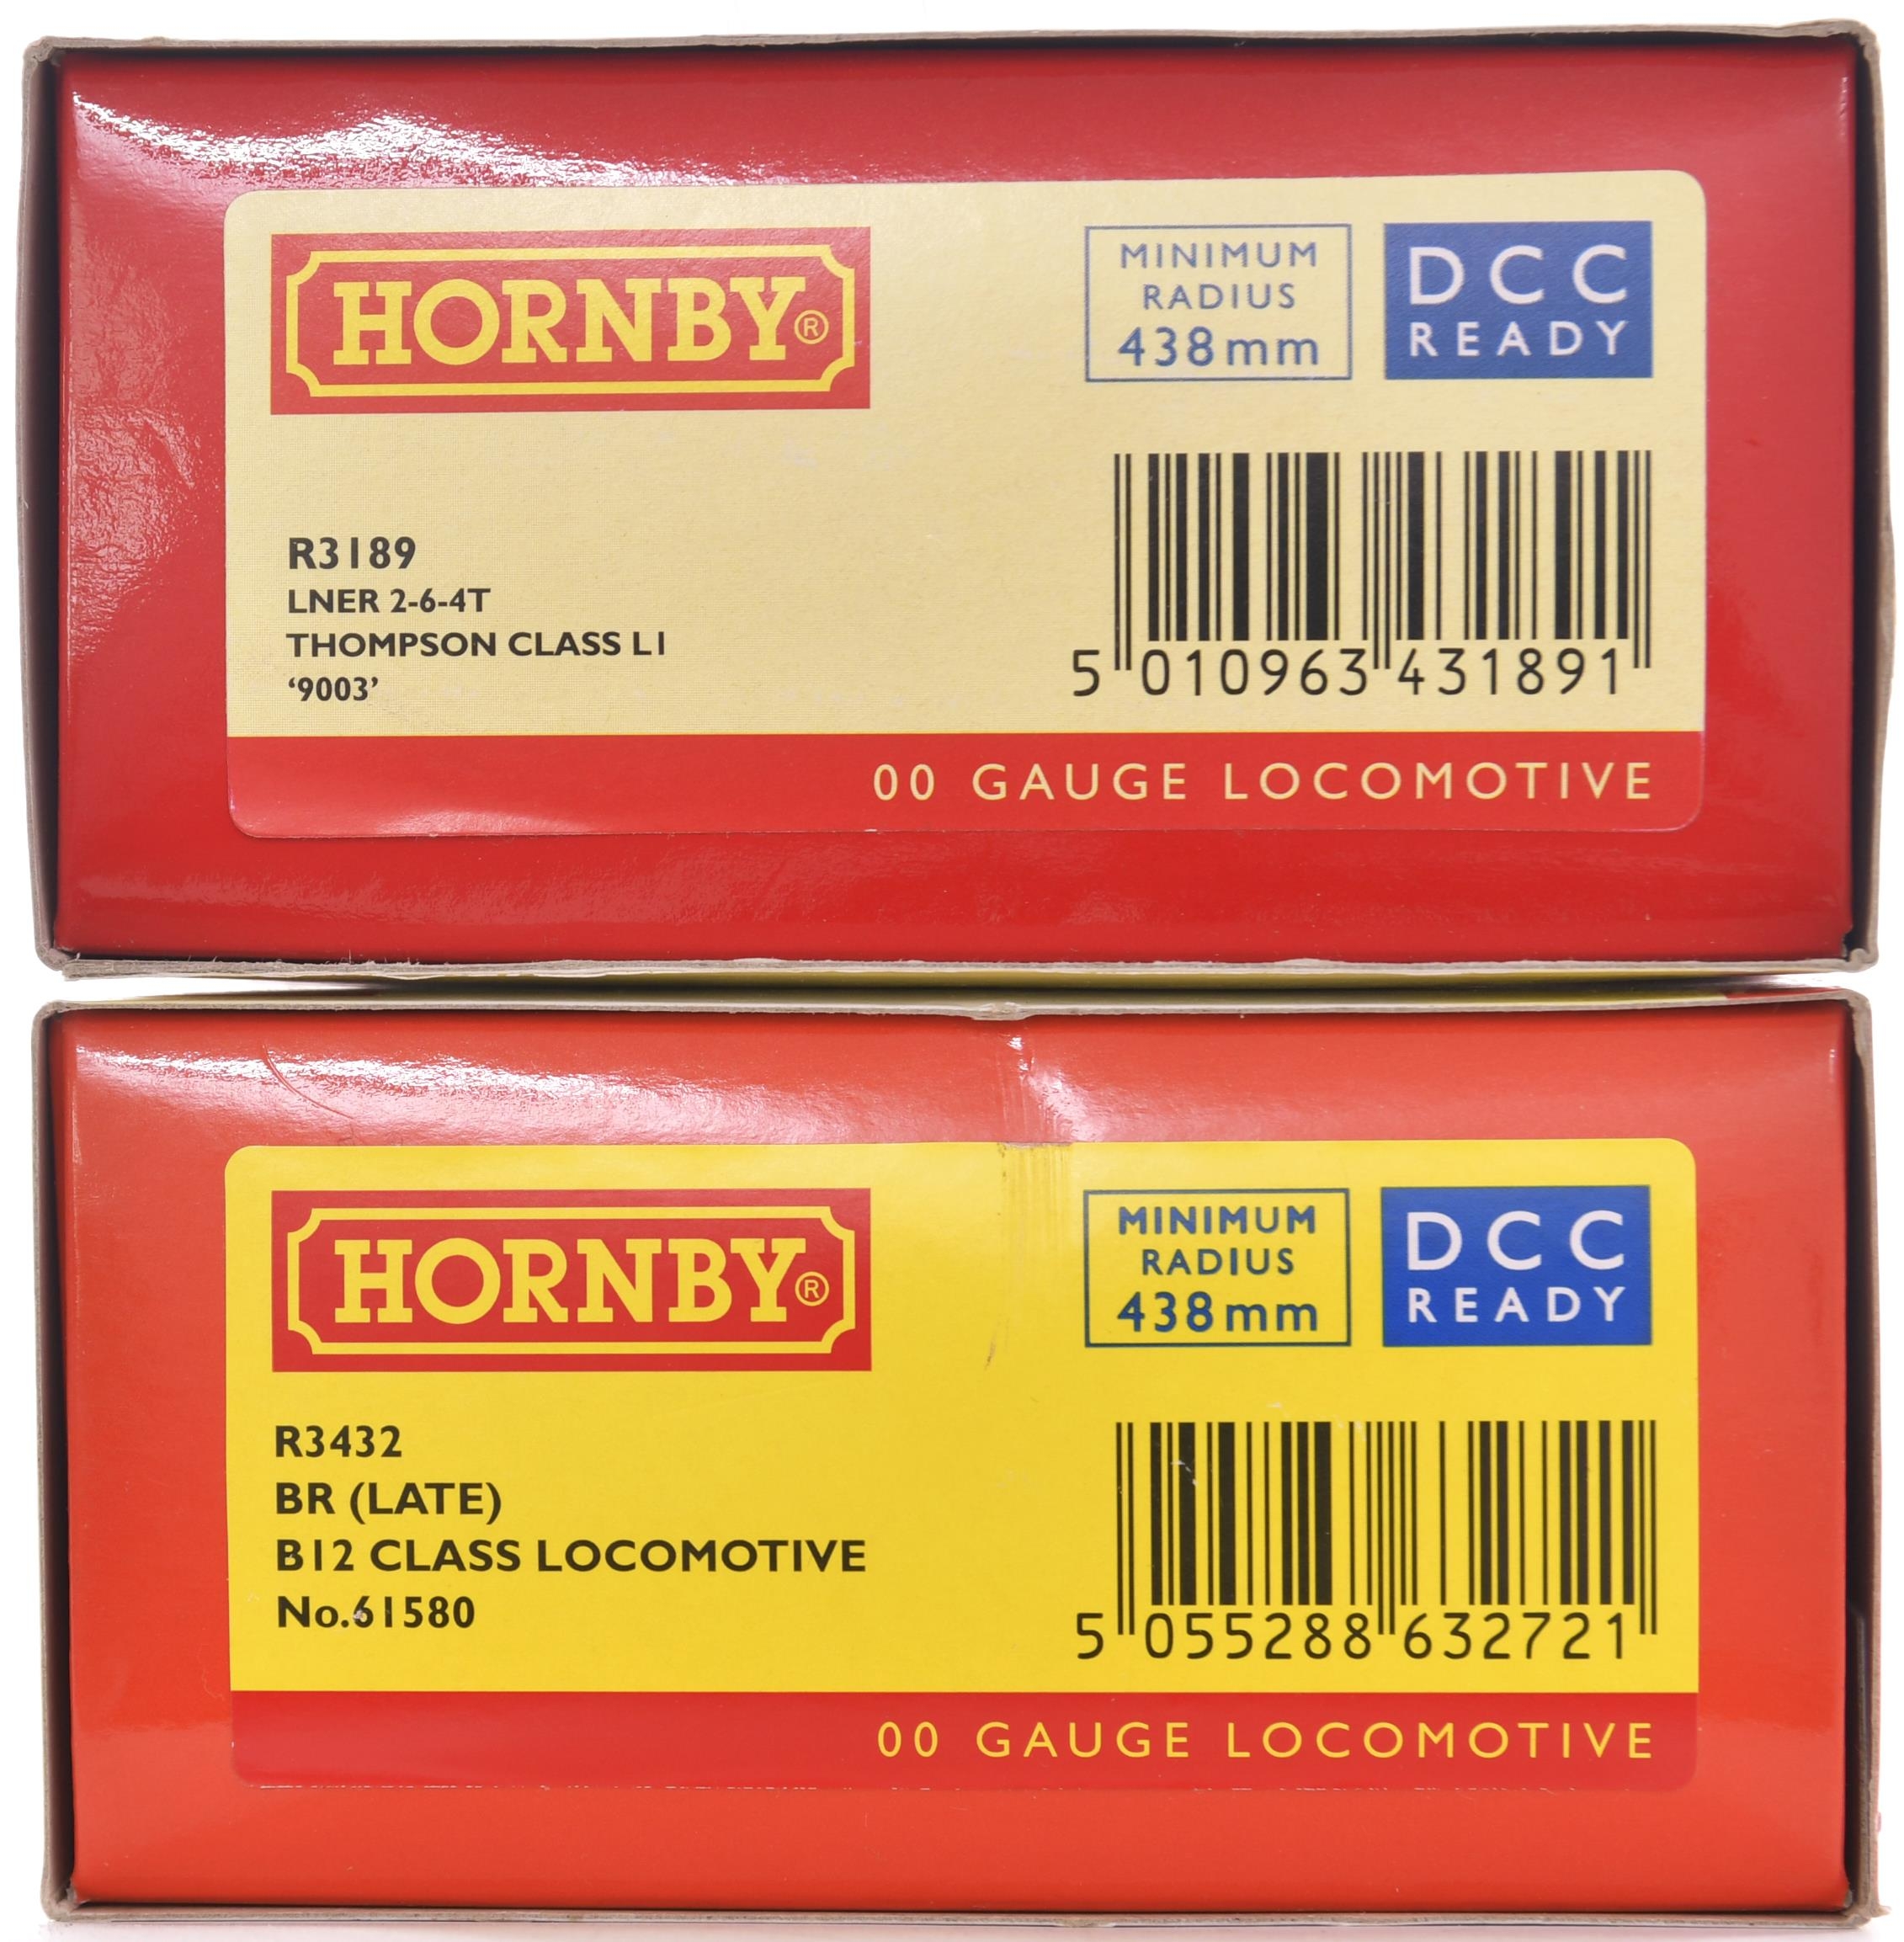 HORNBY®
MINIMUM
RADIUS
438mm
DCC
READY
R3189
LNER 2-6-4T
THOMPSON CLASS L1
‘9003’
5 010963 431891
00 GAUGE LOCOMOTIVE
HORNBY®
MINIMUM
RADIUS
438mm
DCC
READY
R3432
BR (LATE)
B12 CLASS LOCOMOTIVE
No.61580
5 055288 632721
00 GAUGE LOCOMOTIVE